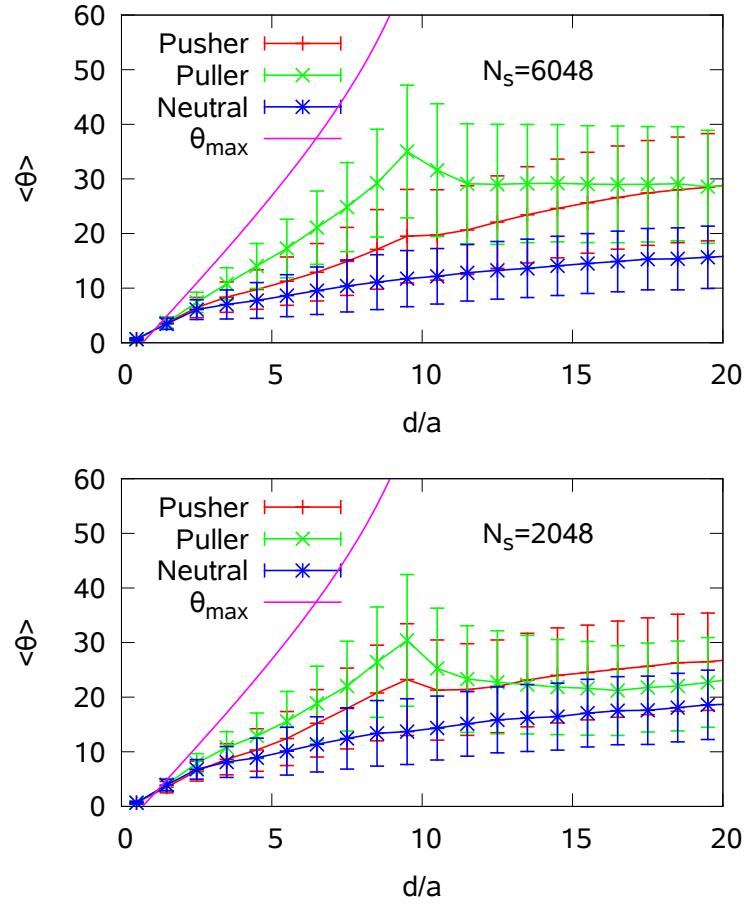 60
50
40
30
20
10
0
<θ>
Pusher
Puller
Neutral
θmax
Ns=6048
0 5 10 15 20
d/a
60
50
40
30
20
10
0
<θ>
Pusher
Puller
Neutral
θmax
Ns=2048
0 5 10 15 20
d/a